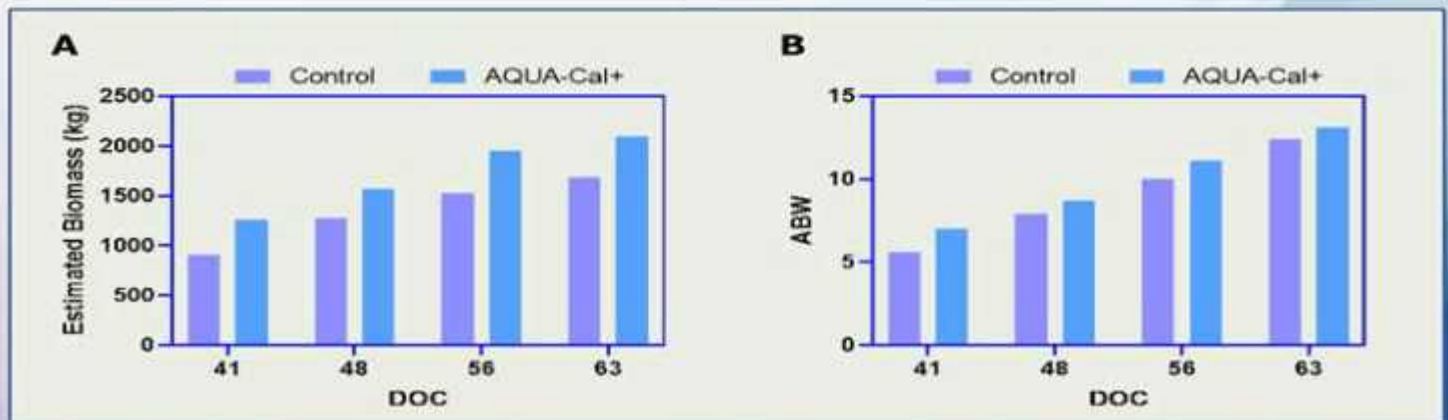 A
Control AQUA-Cal+
Estimated Biomass (kg)
2500
2000
1500
1000
500
0
41 48 56 63
DOC
B
Control AQUA-Cal+
ABW
15
10
5
0
41 48 56 63
DOC